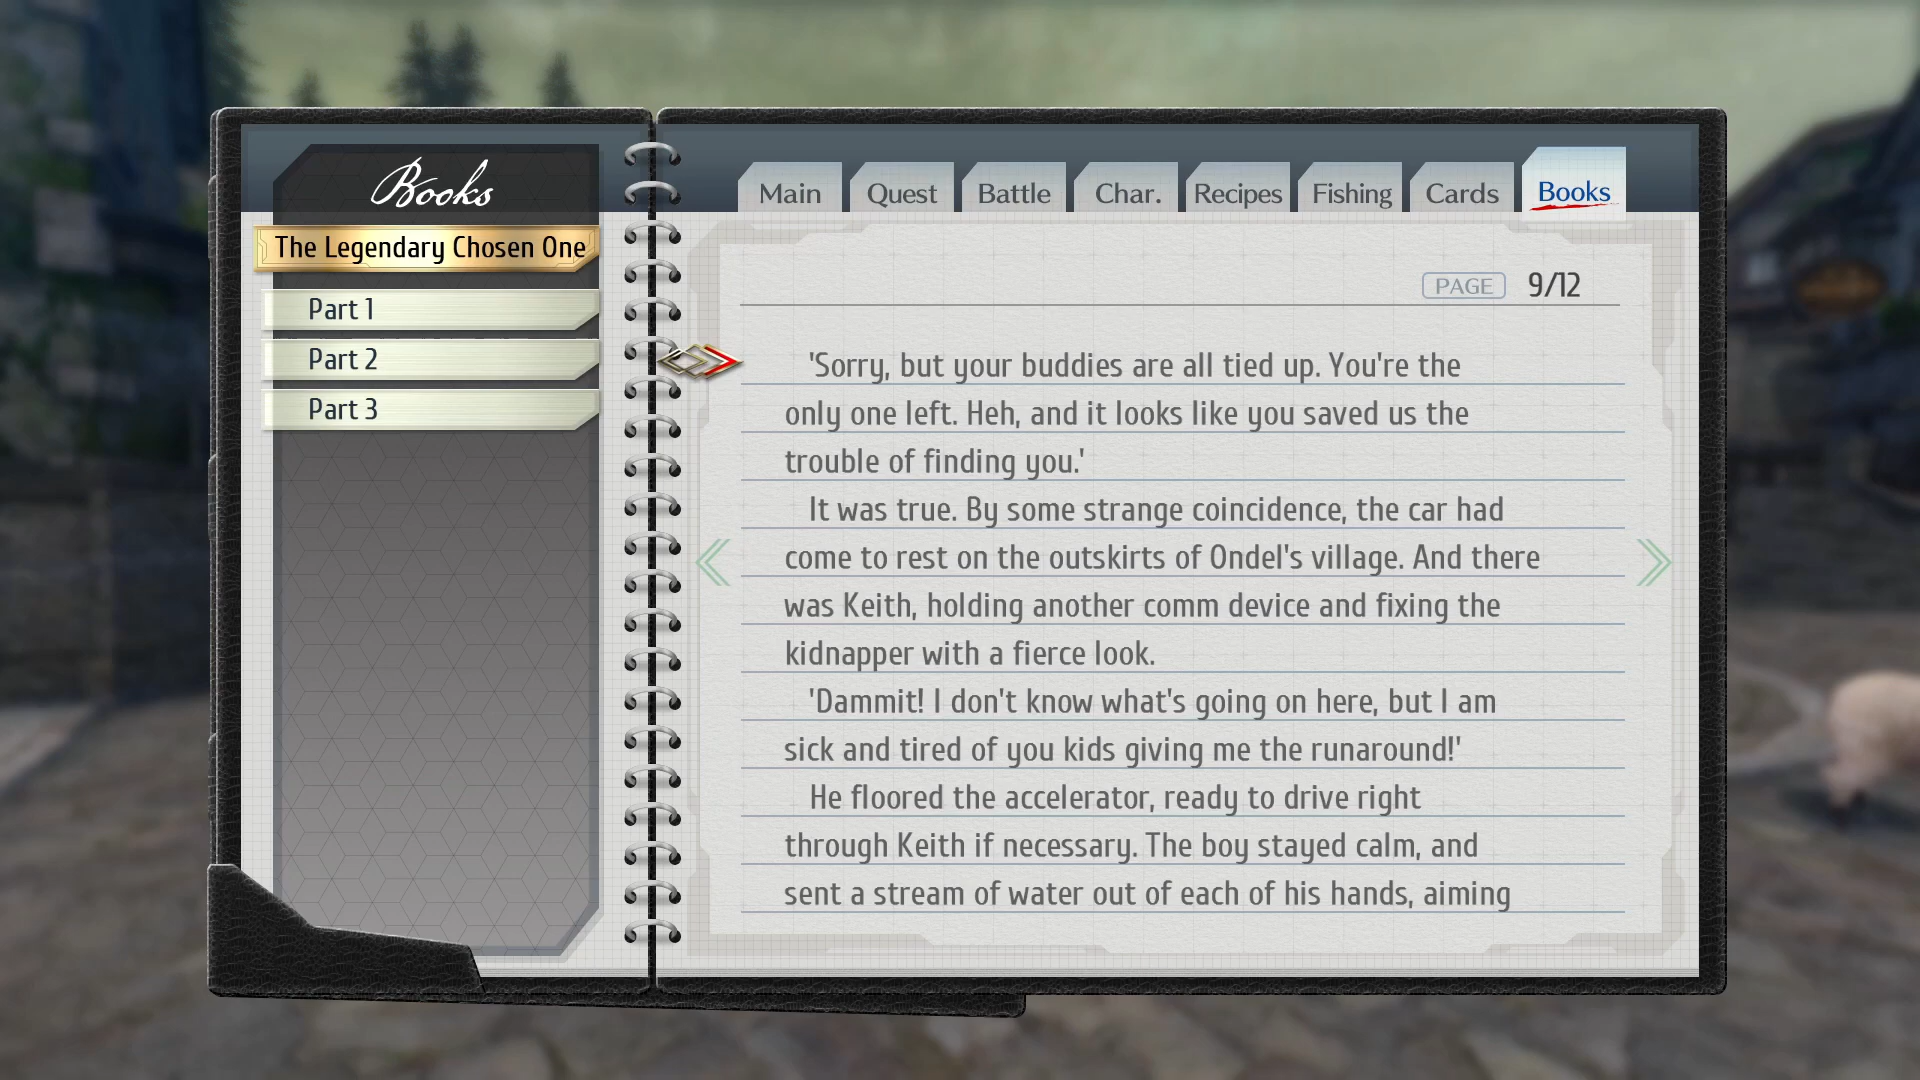 Books
The Legendary Chosen One
Part 1
Part 2
Part 3
Main
Quest
Battle
Char.
Recipes
Fishing
Cards
Books
PAGE 9/12
'Sorry, but your buddies are all tied up. You're the
only one left. Heh, and it looks like you saved us the
trouble of finding you.'
It was true. By some strange coincidence, the car had
come to rest on the outskirts of Ondel's village. And there
was Keith, holding another comm device and fixing the
kidnapper with a fierce look.
'Dammit! I don't know what's going on here, but I am
sick and tired of you kids giving me the runaround!'
He floored the accelerator, ready to drive right
through Keith if necessary. The boy stayed calm, and
sent a stream of water out of each of his hands, aiming